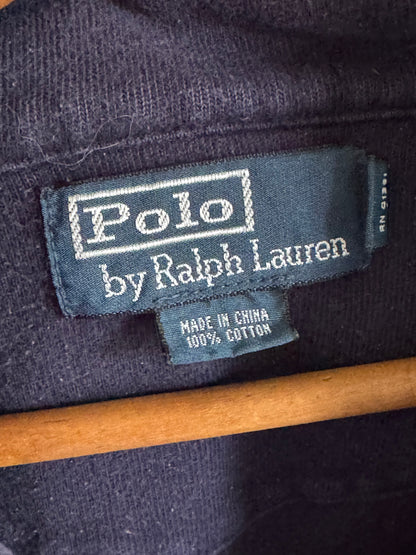 Polo
by Ralph Lauren
MADE IN CHINA
100% COTTON